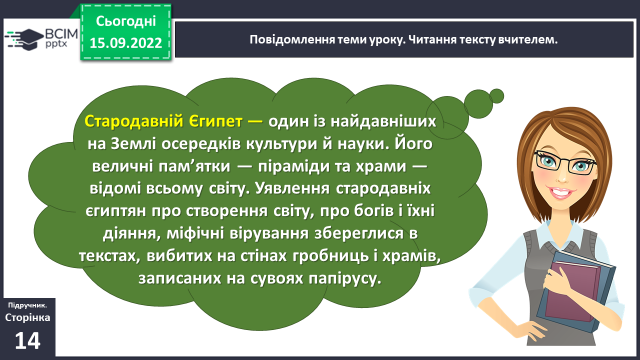 ВСІМ
pptx
Сьогодні
15.09.2022
Повідомлення теми уроку. Читання тексту вчителем.
Стародавній Єгипет — один із найдавніших
на Землі осередків культури й науки. Його
величні пам’ятки — піраміди та храми —
відомі всьому світу. Уявлення стародавніх
єгиптян про створення світу, про богів і їхні
діяння, міфічні вірування збереглися в
текстах, вибитих на стінах гробниць і храмів,
записаних на сувоях папірусу.
Підручник.
Сторінка
14